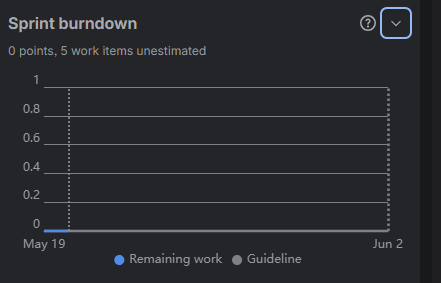 Sprint burndown
0 points, 5 work items unestimated
1
0.8
0.6
0.4
0.2
0
May 19 Jun 2
Remaining work Guideline